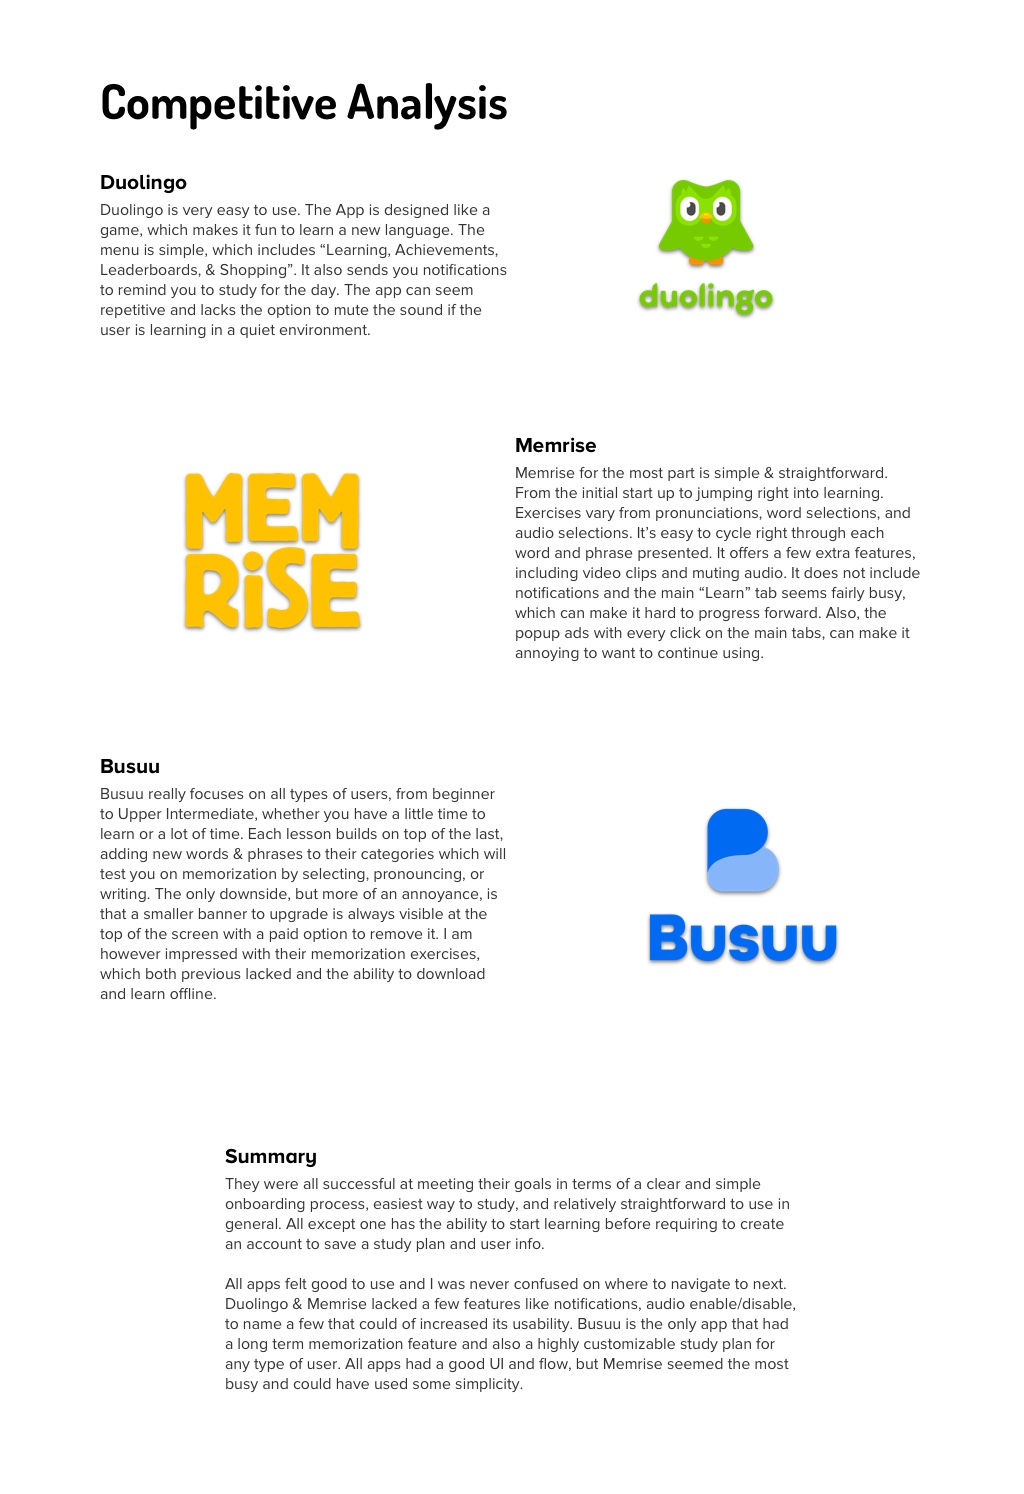 Competitive Analysis
Duolingo
Duolingo is very easy to use. The App is designed like a
game, which makes it fun to learn a new language. The
menu is simple, which includes “Learning, Achievements,
Leaderboards, & Shopping”. It also sends you notifications
to remind you to study for the day. The app can seem
repetitive and lacks the option to mute the sound if the
user is learning in a quiet environment.
duolingo
MEM
RiSE
Memrise
Memrise for the most part is simple & straightforward.
From the initial start up to jumping right into learning.
Exercises vary from pronunciations, word selections, and
audio selections. It’s easy to cycle right through each
word and phrase presented. It offers a few extra features,
including video clips and muting audio. It does not include
notifications and the main “Learn” tab seems fairly busy,
which can make it hard to progress forward. Also, the
popup ads with every click on the main tabs, can make it
annoying to want to continue using.
Busuu
Busuu really focuses on all types of users, from beginner
to Upper Intermediate, whether you have a little time to
learn or a lot of time. Each lesson builds on top of the last,
adding new words & phrases to their categories which will
test you on memorization by selecting, pronouncing, or
writing. The only downside, but more of an annoyance, is
that a smaller banner to upgrade is always visible at the
top of the screen with a paid option to remove it. I am
however impressed with their memorization exercises,
which both previous lacked and the ability to download
and learn offline.
Busuu
Summary
They were all successful at meeting their goals in terms of a clear and simple
onboarding process, easiest way to study, and relatively straightforward to use in
general. All except one has the ability to start learning before requiring to create
an account to save a study plan and user info.
All apps felt good to use and I was never confused on where to navigate to next.
Duolingo & Memrise lacked a few features like notifications, audio enable/disable,
to name a few that could of increased its usability. Busuu is the only app that had
a long term memorization feature and also a highly customizable study plan for
any type of user. All apps had a good UI and flow, but Memrise seemed the most
busy and could have used some simplicity.